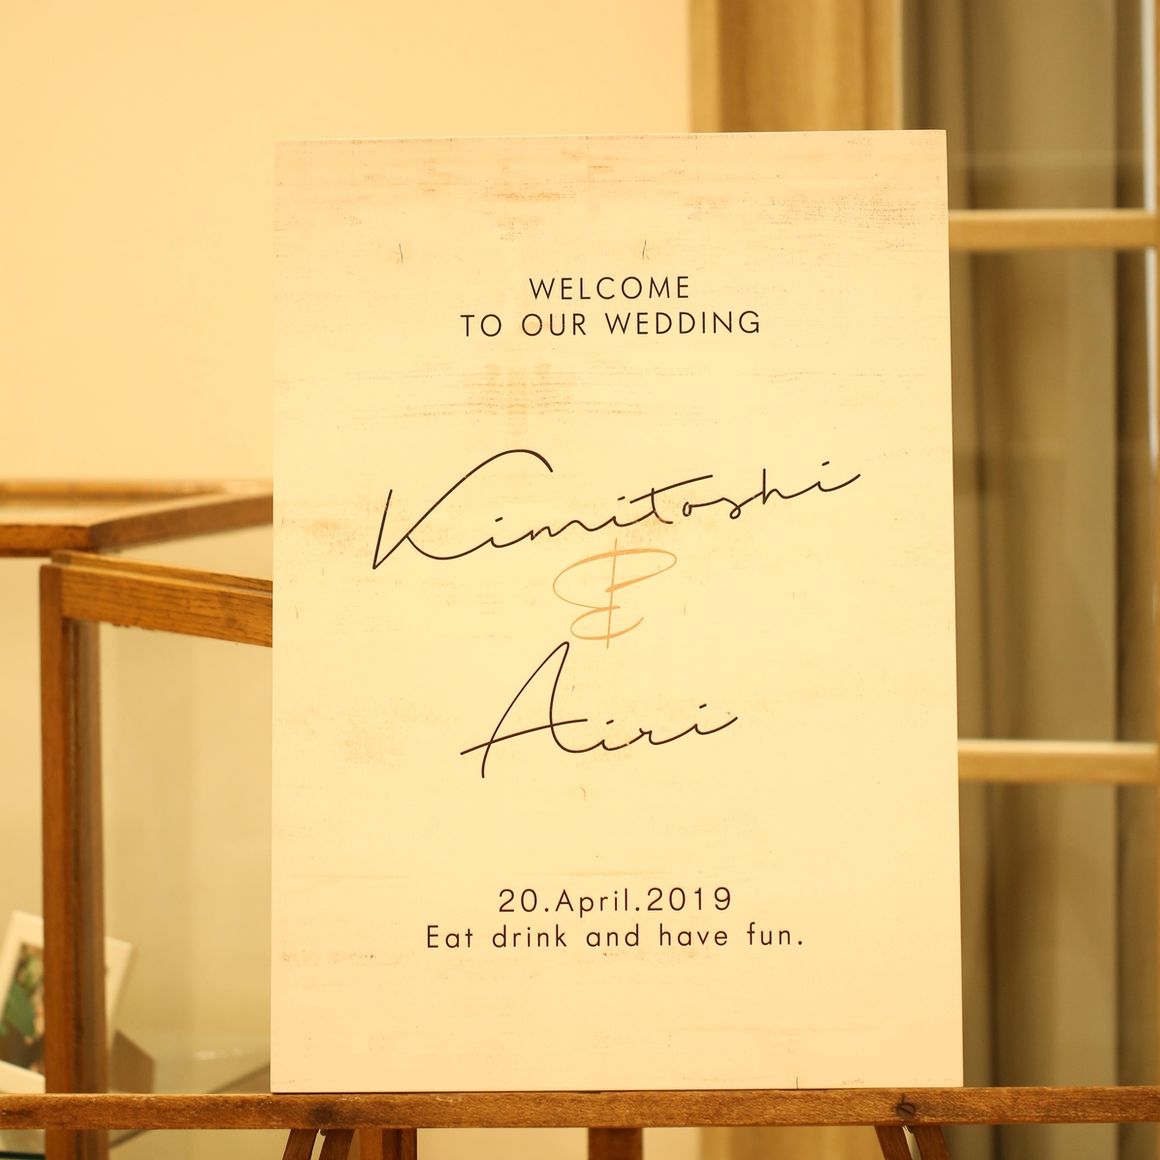 WELCOME
TO OUR WEDDING
Kimitoshi
&
Airi
20.April.2019
Eat drink and have fun.